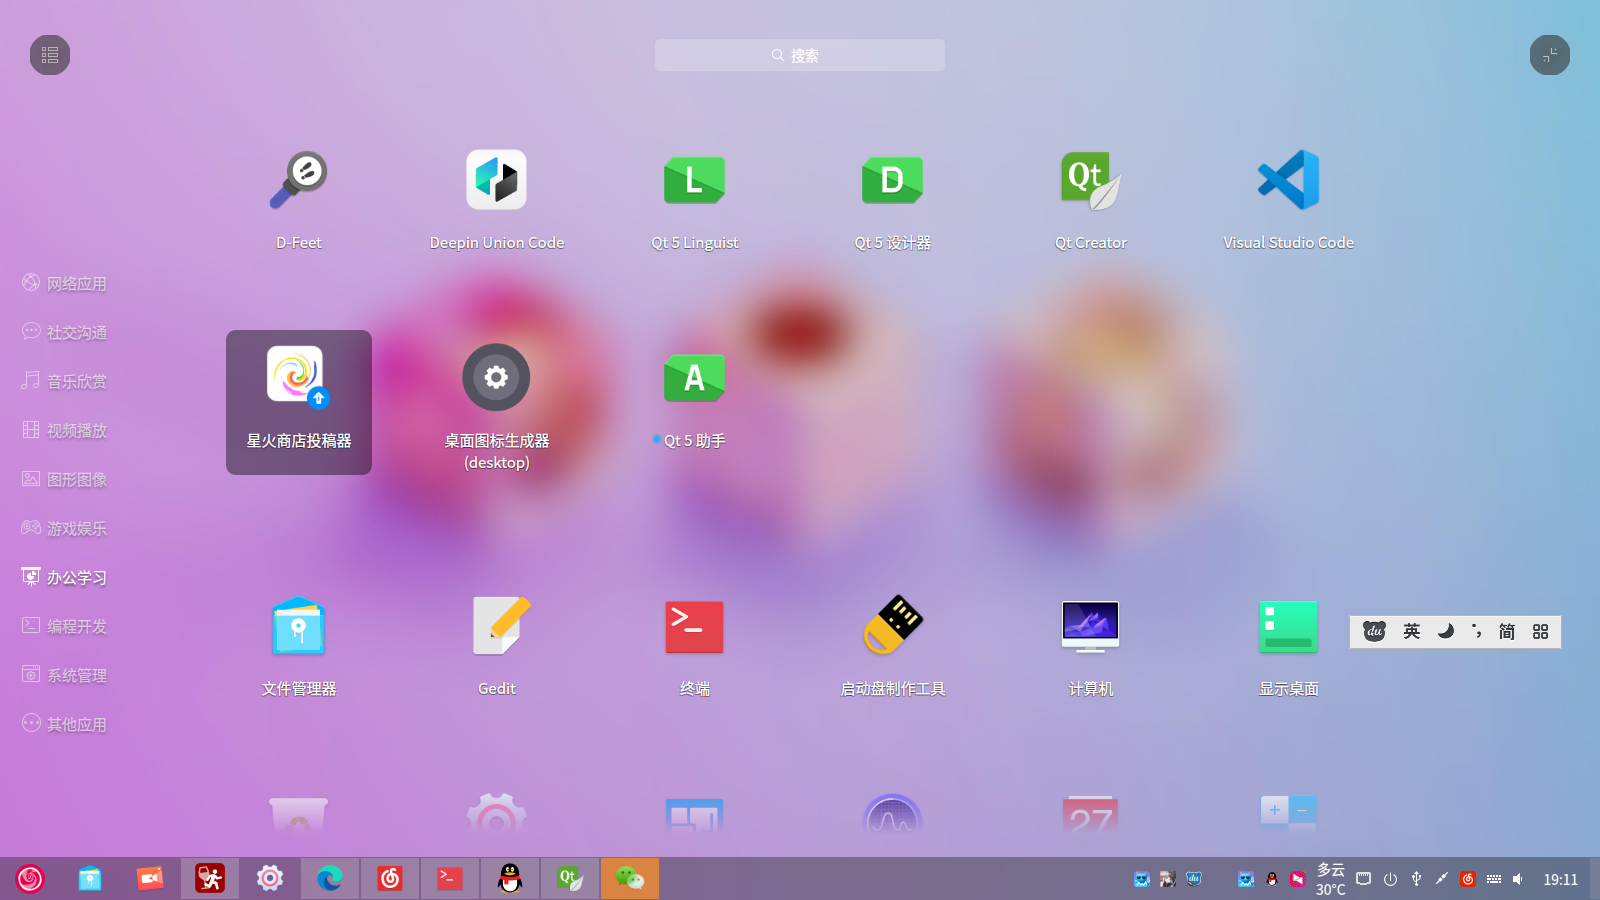 搜索
D-Feet
Deepin Union Code
L
Qt 5 Linguist
D
Qt 5 设计器
Qt
Qt Creator
Visual Studio Code
网络应用
社交沟通
音乐欣赏
视频播放
图形图像
游戏娱乐
办公学习
编程开发
系统管理
其他应用
星火商店投稿器
桌面图标生成器
(desktop)
A
Qt 5 助手
文件管理器
Gedit
终端
启动盘制作工具
计算机
显示桌面
du 英 简
27
Qt
du
多云
30°C
19:11